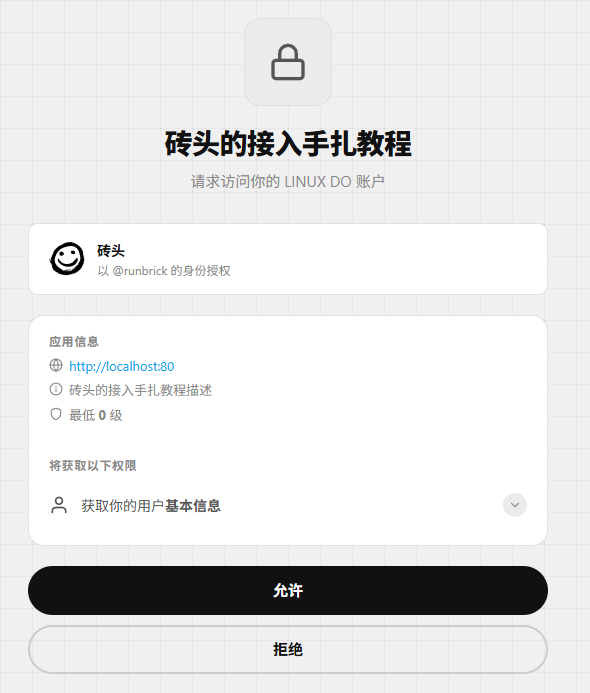 砖头的接入手扎教程
请求访问你的 LINUX DO 账户
砖头
以 @runbrick 的身份授权
应用信息
http://localhost:80
砖头的接入手扎教程描述
最低 0 级
将获取以下权限
获取你的用户基本信息
允许
拒绝